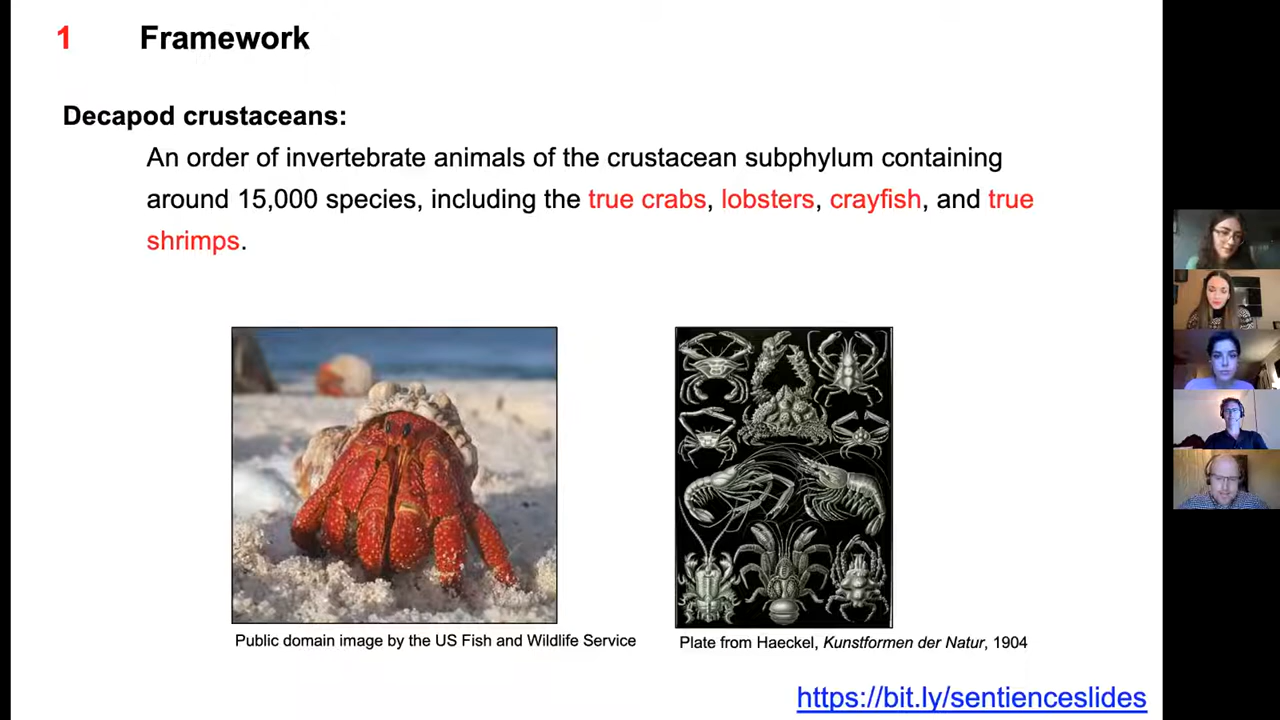 1 Framework
Decapod crustaceans:
An order of invertebrate animals of the crustacean subphylum containing
around 15,000 species, including the true crabs, lobsters, crayfish, and true
shrimps.
Public domain image by the US Fish and Wildlife Service
Plate from Haeckel, Kunstformen der Natur, 1904
https://bit.ly/sentienceslides